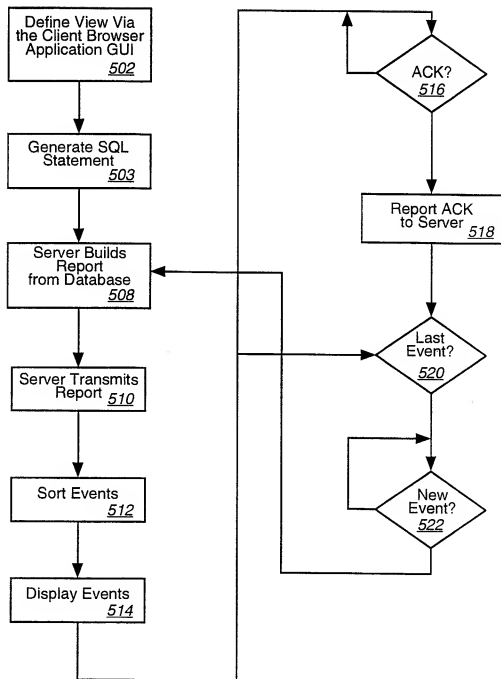 Define View Via
the Client Browser
Application GUI
502
Generate SQL
Statement
503
Server Builds
Report
from Database
508
Server Transmits
Report
510
Sort Events
512
Display Events
514
ACK?
516
Report ACK
to Server
518
Last
Event?
520
New
Event?
522